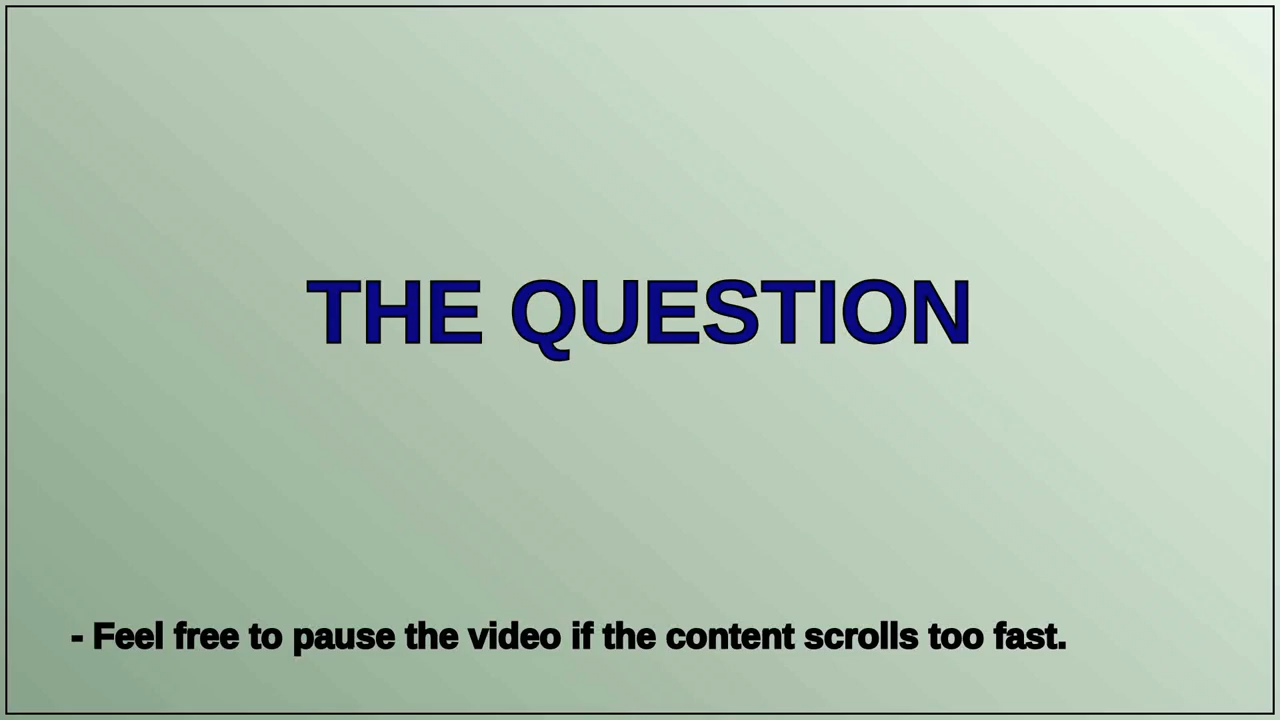 THE QUESTION
- Feel free to pause the video if the content scrolls too fast.